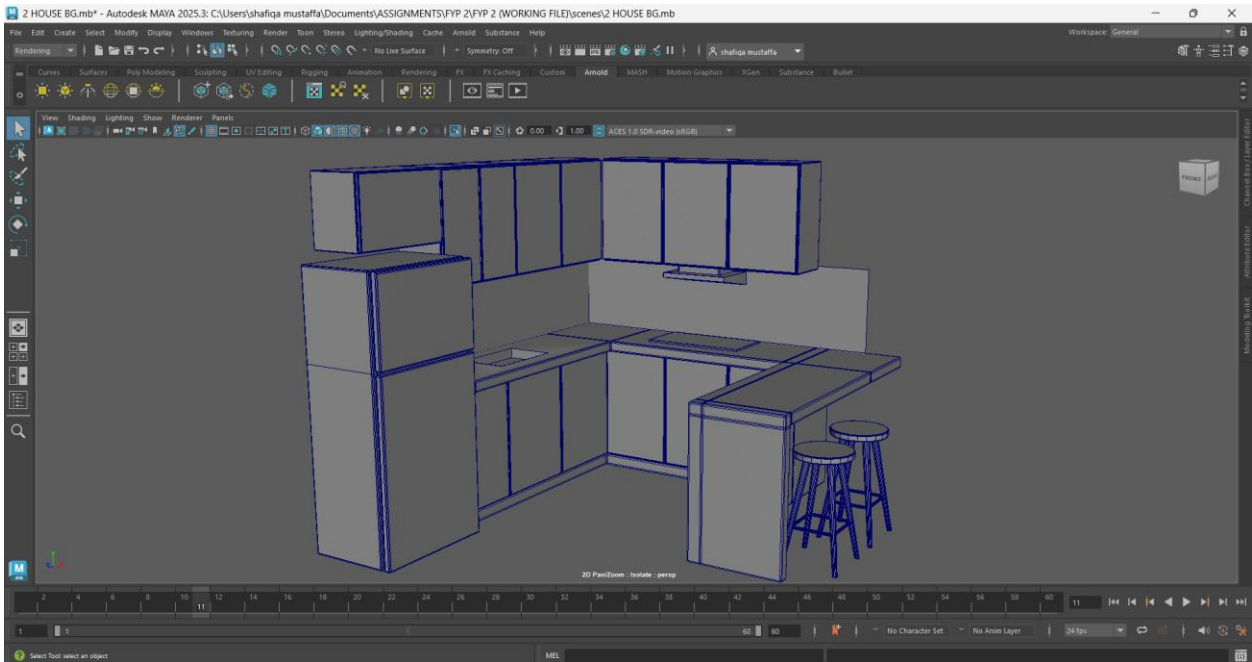 2 HOUSE BG.mb* - Autodesk MAYA 2025.3: C:\Users\shafiqa mustaffa\Documents\ASSIGNMENTS\FYP 2\FYP 2 (WORKING FILE)\scenes\2 HOUSE BG.mb
File Edit Create Select Modify Display Windows Texturing Render Toon Stereo Lighting/Shading Cache Arnold Substance Help Workspace: General
Rendering No Live Surface Symmetry: Off shafiqa mustaffa
Curves Surfaces Poly Modeling Sculpting UV Editing Rigging Animation Rendering FX FX Caching Custom Arnold MASH Motion Graphics XGen Substance Bullet
View Shading Lighting Show Renderer Panels
0.00 1.00 ACES 1.0 SDR-video (sRGB)
FRONT
Channel Box / Layer Editor
Attribute Editor
Modeling Toolkit
2D Pan/Zoom : Isolate : persp
2 4 6 8 10 12 14 16 18 20 22 24 26 28 30 32 34 36 38 40 42 44 46 48 50 52 54 56 58 60 11
11
1 1 60 60 No Character Set No Anim Layer 24 fps
Select Tool: select an object MEL